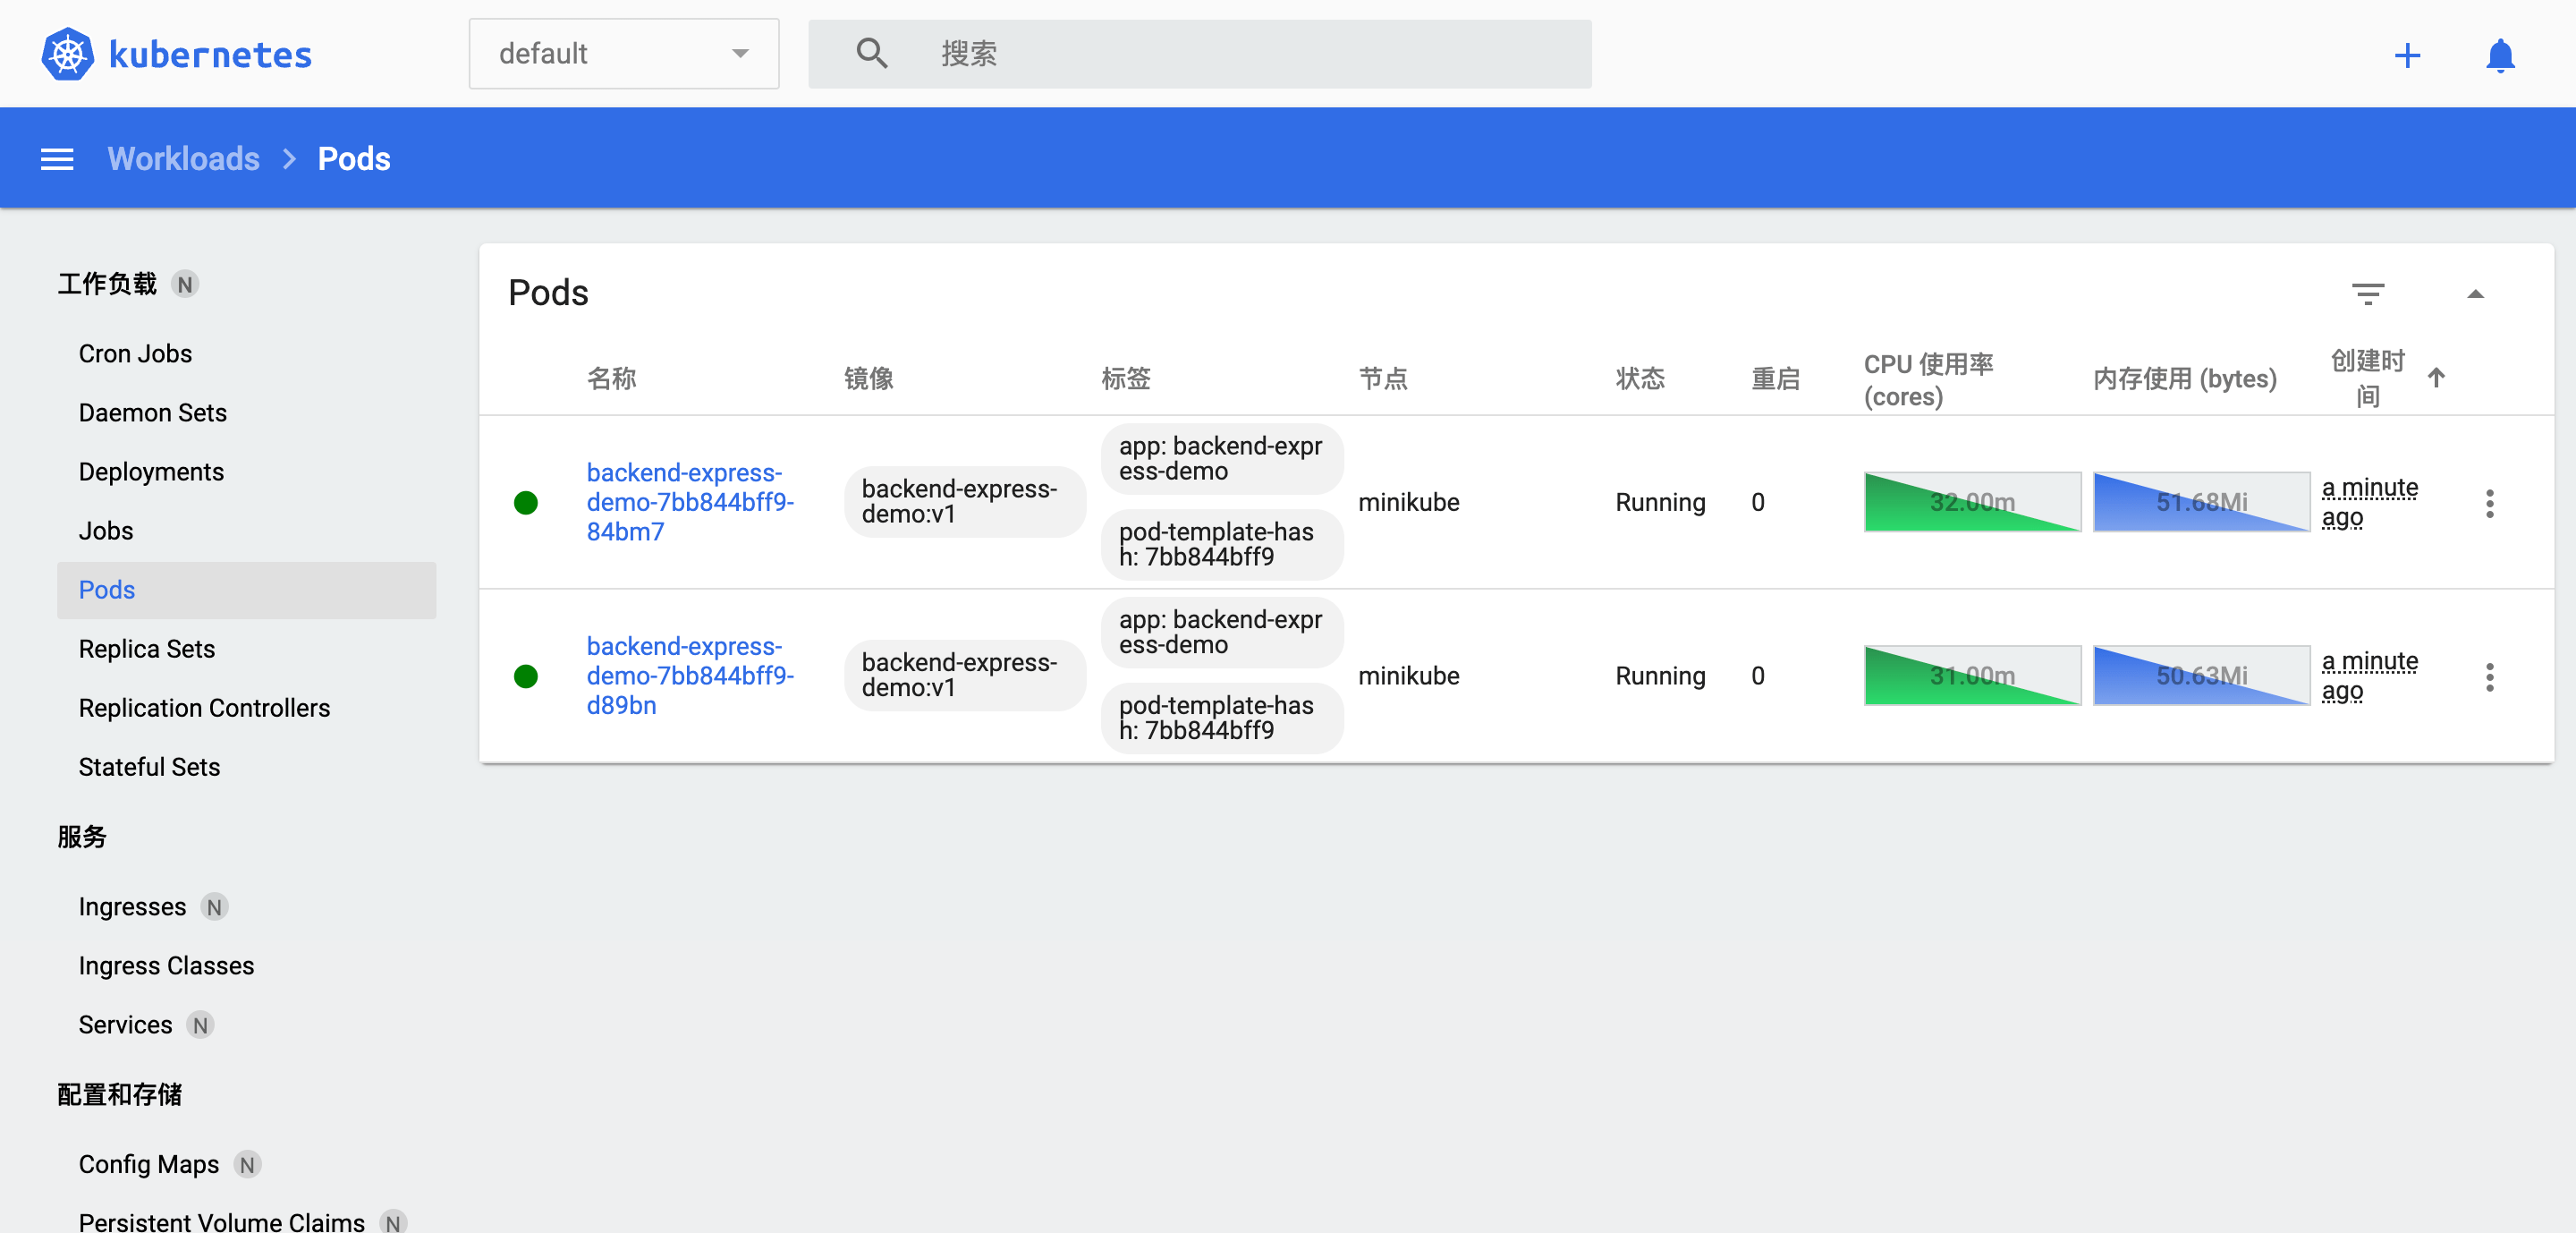 kubernetes
default
搜索
Workloads
Pods
工作负载 N
Cron Jobs
Daemon Sets
Deployments
Jobs
Pods
Replica Sets
Replication Controllers
Stateful Sets
服务
Ingresses N
Ingress Classes
Services N
配置和存储
Config Maps N
Persistent Volume Claims N
Pods
名称
镜像
标签
节点
状态
重启
CPU 使用率
(cores)
内存使用 (bytes)
创建时
间
backend-express-
demo-7bb844bff9-
84bm7
backend-express-
demo:v1
app: backend-expr
ess-demo
pod-template-has
h: 7bb844bff9
minikube
Running
0
32.00m
51.68Mi
a minute
ago
backend-express-
demo-7bb844bff9-
d89bn
backend-express-
demo:v1
app: backend-expr
ess-demo
pod-template-has
h: 7bb844bff9
minikube
Running
0
31.00m
50.63Mi
a minute
ago